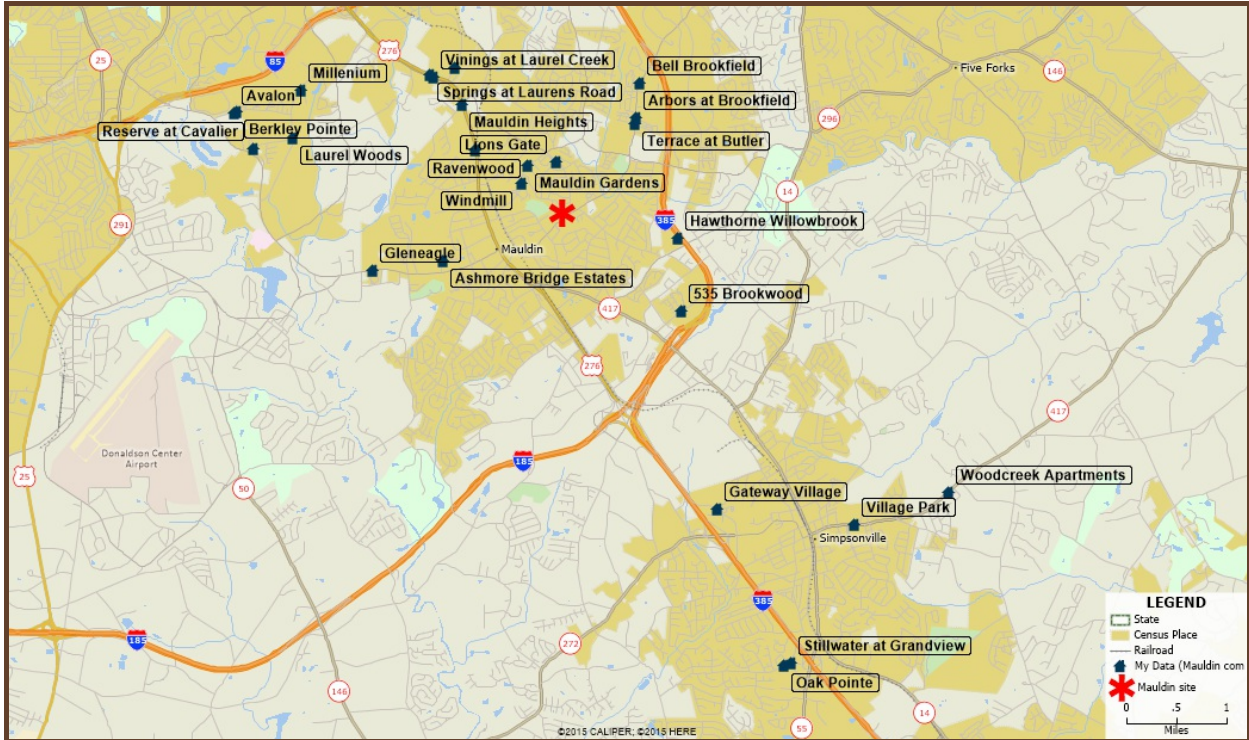 25
276
85
Vinings at Laurel Creek
Bell Brookfield
Five Forks
146
Millenium
Springs at Laurens Road
Avalon
Arbors at Brookfield
Mauldin Heights
296
Reserve at Cavalier
Berkley Pointe
Terrace at Butler
Lions Gate
Laurel Woods
Ravenwood
Mauldin Gardens
14
Windmill
291
385
Hawthorne Willowbrook
Mauldin
Gleneagle
Ashmore Bridge Estates
535 Brookwood
417
276
417
Donaldson Center
Airport
185
25
50
Woodcreek Apartments
Gateway Village
Village Park
Simpsonville
385
LEGEND
State
Census Place
Railroad
My Data (Mauldin com
Mauldin site
0 .5 1
Miles
185
272
Stillwater at Grandview
Oak Pointe
146
14
55
©2015 CALIPER; ©2015 HERE